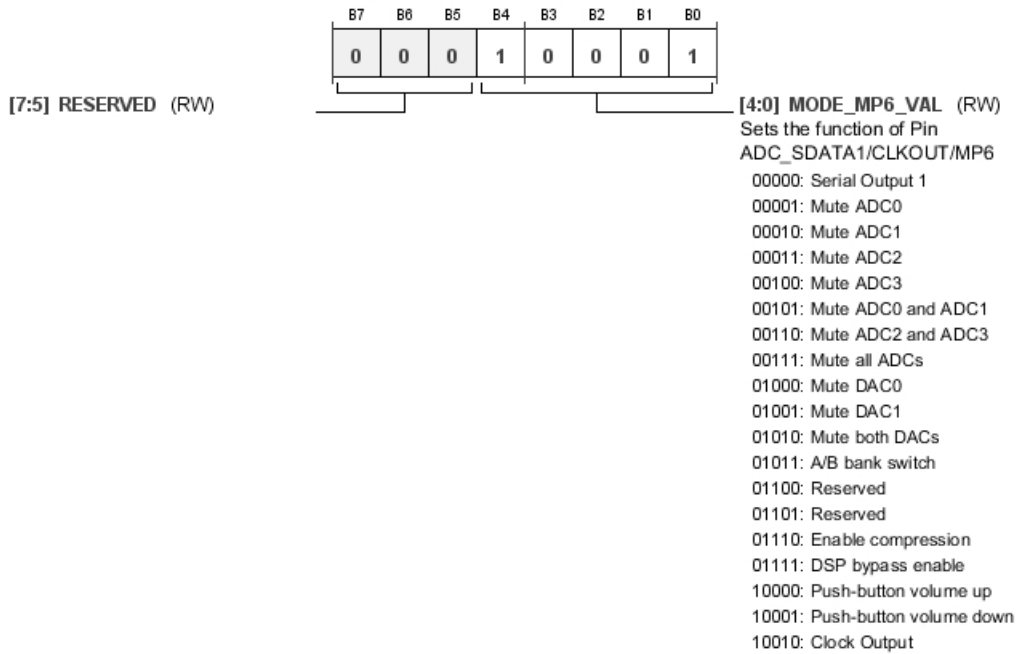 B7 B6 B5 B4 B3 B2 B1 B0
0 0 0 1 0 0 0 1
[7:5] RESERVED (RW)
[4:0] MODE_MP6_VAL (RW)
Sets the function of Pin
ADC_SDATA1/CLKOUT/MP6
00000: Serial Output 1
00001: Mute ADC0
00010: Mute ADC1
00011: Mute ADC2
00100: Mute ADC3
00101: Mute ADC0 and ADC1
00110: Mute ADC2 and ADC3
00111: Mute all ADCs
01000: Mute DAC0
01001: Mute DAC1
01010: Mute both DACs
01011: A/B bank switch
01100: Reserved
01101: Reserved
01110: Enable compression
01111: DSP bypass enable
10000: Push-button volume up
10001: Push-button volume down
10010: Clock Output